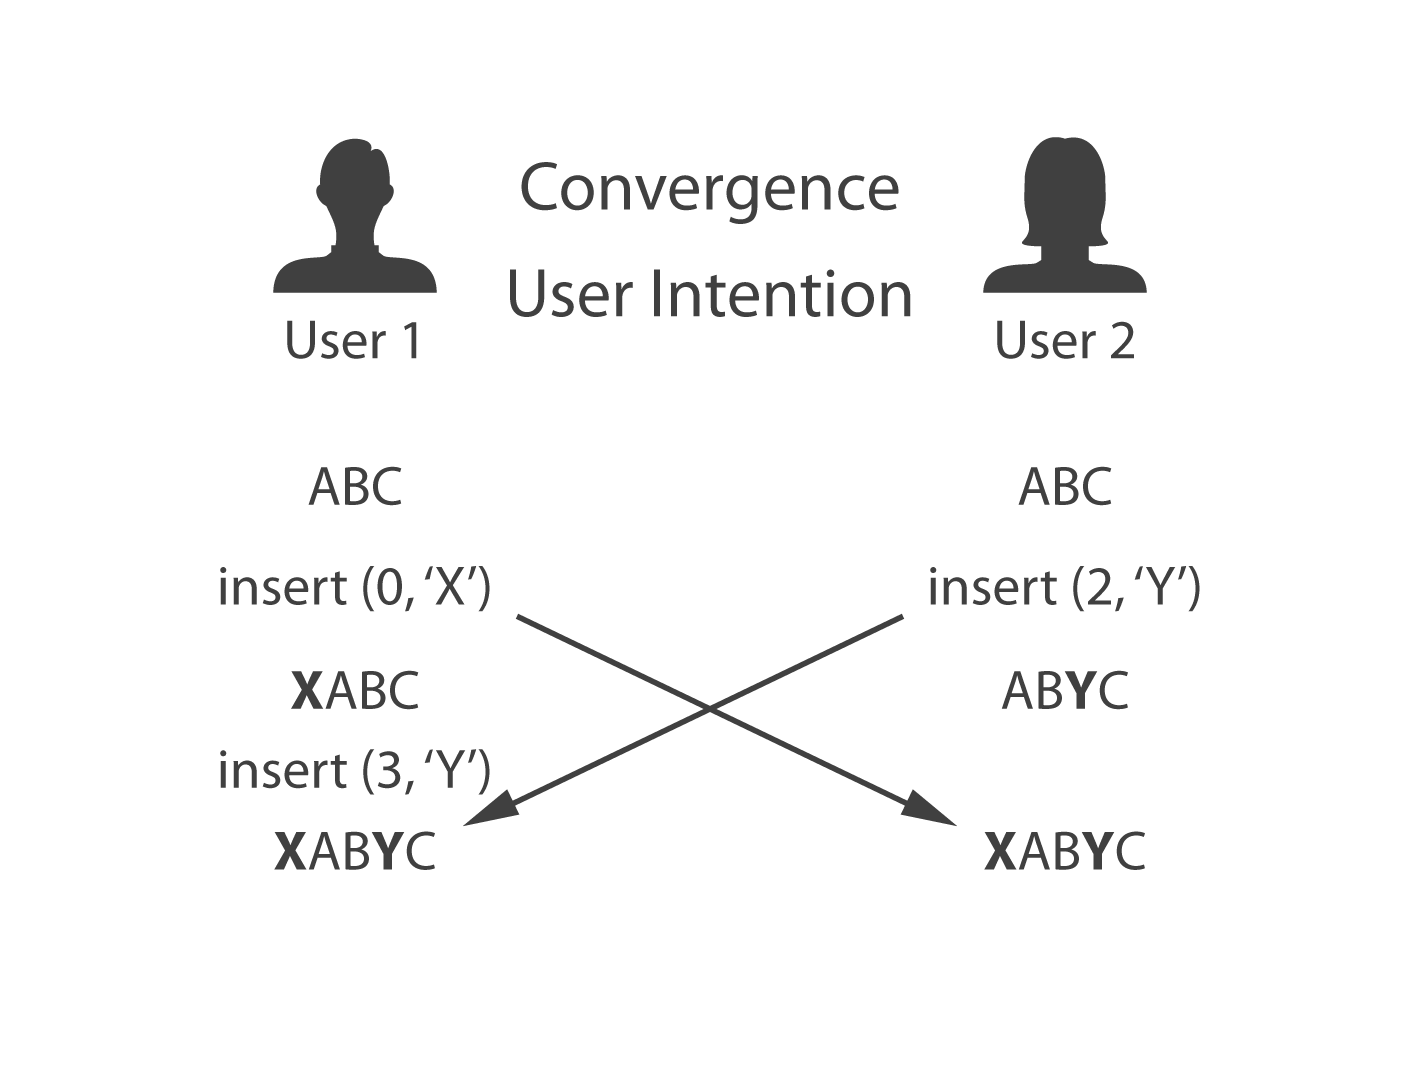 Convergence
User Intention
User 1
User 2
ABC
ABC
insert (0, ‘X’)
insert (2, ‘Y’)
XABC
ABYC
insert (3, ‘Y’)
XABYC
XABYC